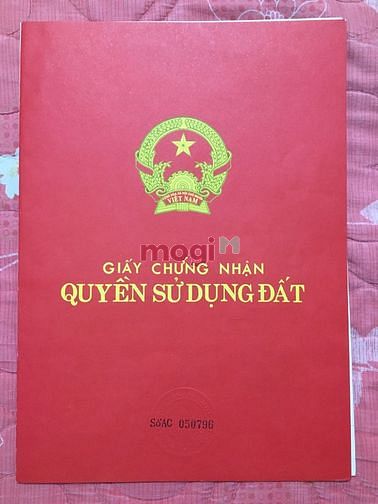 VIỆT NAM
mogi
GIẤY CHỨNG NHẬN
QUYỀN SỬ DỤNG ĐẤT
Số AC 050796